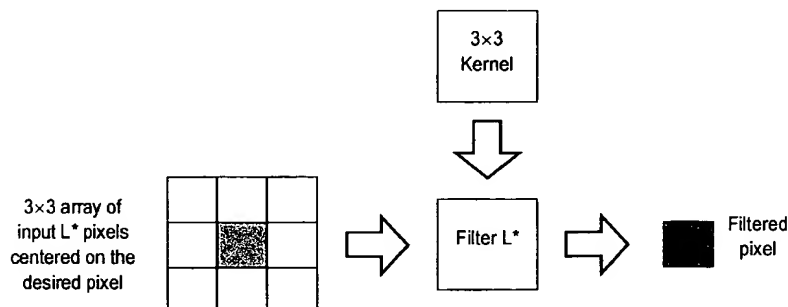 3×3
Kernel
3×3 array of
input L* pixels
centered on the
desired pixel
Filter L*
Filtered
pixel